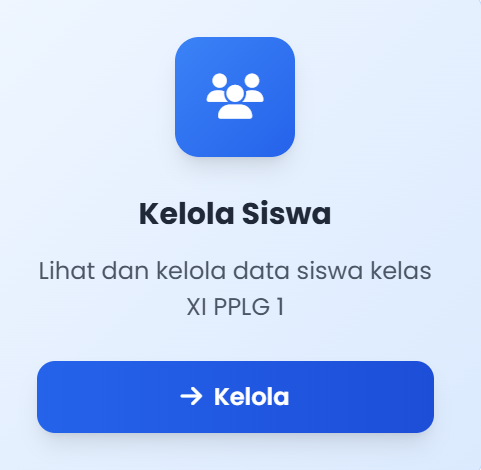 Kelola Siswa
Lihat dan kelola data siswa kelas
XI PPLG 1
Kelola